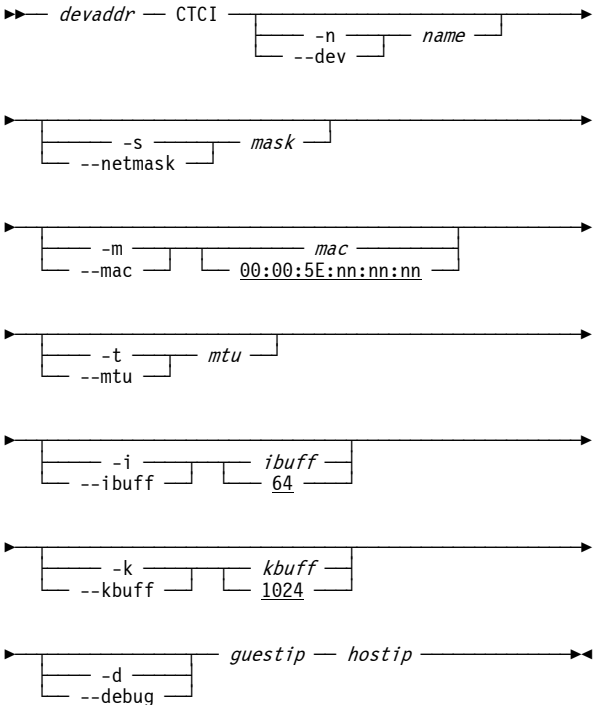 devaddr CTCI -n name
--dev
-s mask
--netmask
-m mac
--mac 00:00:5E:nn:nn:nn
-t mtu
--mtu
-i ibuff
--ibuff 64
-k kbuff
--kbuff 1024
guestip hostip
-d
--debug